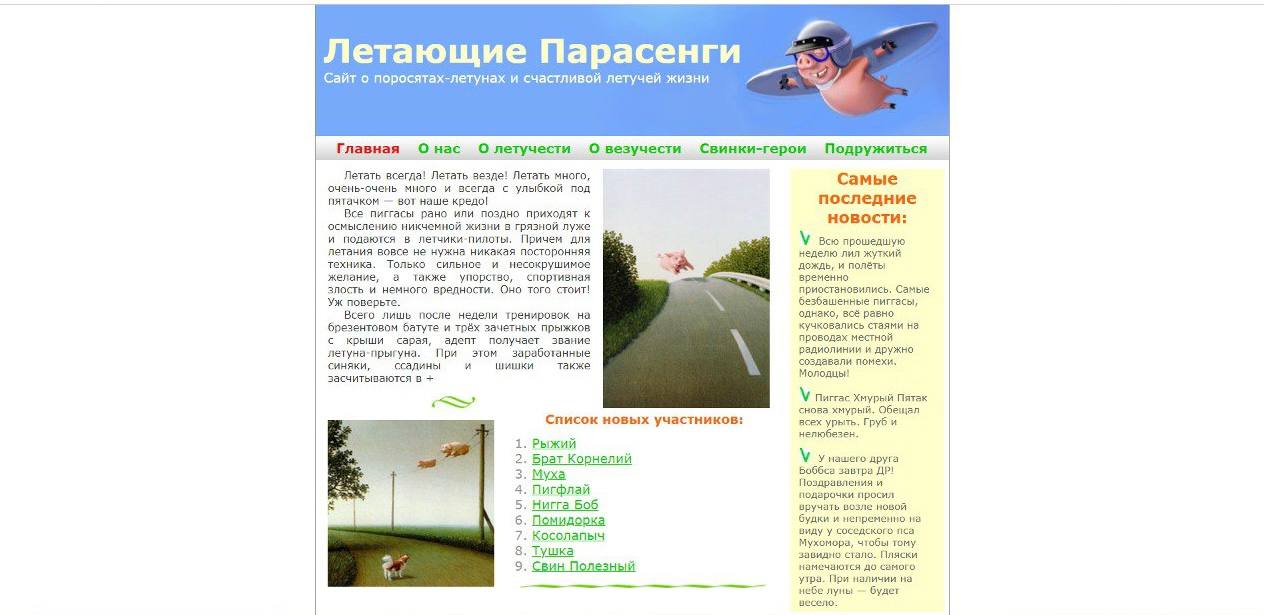 Летающие Парасенги
Сайт о поросятах-летунах и счастливой летучей жизни
Главная О нас О летучести О везучести Свинки-герои Подружиться
Летать всегда! Летать везде! Летать много,
очень-очень много и всегда с улыбкой под
пятачком — вот наше кредо!
Все пиггасы рано или поздно приходят к
осмыслению никчемной жизни в грязной луже
и подаются в летчики-пилоты. Причем для
летания вовсе не нужна никакая посторонняя
техника. Только сильное и несокрушимое
желание, а также упорство, спортивная
злость и немного вредности. Оно того стоит!
Уж поверьте.
Всего лишь после недели тренировок на
брезентовом батуте и трёх зачетных прыжков
с крыши сарая, адепт получает звание
летуна-прыгуна. При этом заработанные
синяки, ссадины и шишки также
засчитываются в +
Список новых участников:
1. Рыжий
2. Брат Корнелий
3. Муха
4. Пигфлай
5. Нигга Боб
6. Помидорка
7. Косолапыч
8. Тушка
9. Свин Полезный
Самые
последние
новости:
Всю прошедшую
неделю лил жуткий
дождь, и полёты
временно
приостановились. Самые
безбашенные пиггасы,
однако, всё равно
кучковались стаями на
проводах местной
радиолинии и дружно
создавали помехи.
Молодцы!
Пиггас Хмурый Пятак
снова хмурый. Обещал
всех урыть. Груб и
нелюбезен.
У нашего друга
Боббса завтра ДР!
Поздравления и
подарочки просил
вручать возле новой
будки и непременно на
виду у соседского пса
Мухомора, чтобы тому
завидно стало. Пляски
намечаются до самого
утра. При наличии на
небе луны — будет
весело.